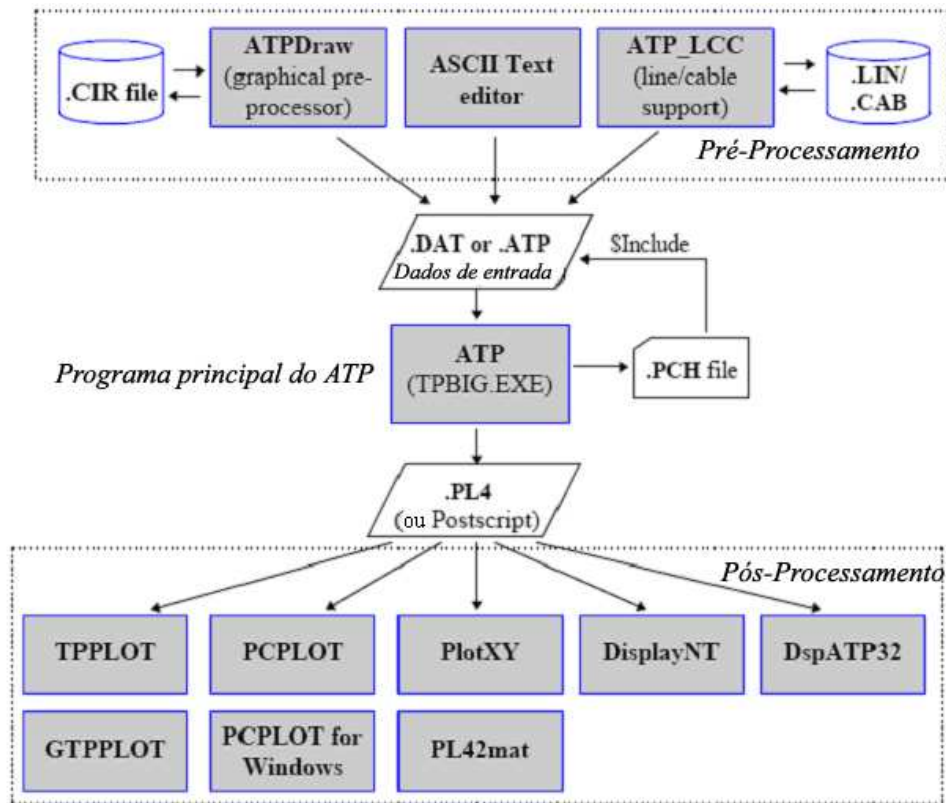 .CIR file
ATPDraw
(graphical pre-
processor)
ASCII Text
editor
ATP_LCC
(line/cable
support)
.LIN/
.CAB
Pré-Processamento
.DAT or .ATP
Dados de entrada
$Include
Programa principal do ATP
ATP
(TPBIG.EXE)
.PCH file
.PL4
(ou Postscript)
Pós-Processamento
TPPLOT
PCPLOT
PlotXY
DisplayNT
DspATP32
GTPPLOT
PCPLOT for
Windows
PL42mat